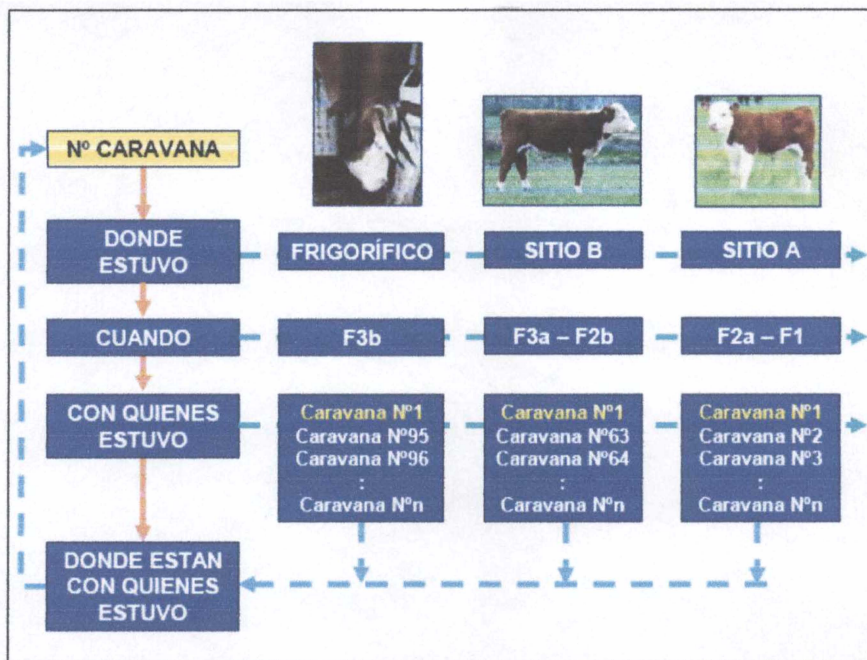 Nº CARAVANA
DONDE
ESTUVO
FRIGORÍFICO
SITIO B
SITIO A
CUANDO
F3b
F3a – F2b
F2a – F1
CON QUIENES
ESTUVO
Caravana Nº1
Caravana Nº95
Caravana Nº96
:
Caravana Nºn
Caravana Nº1
Caravana Nº63
Caravana Nº64
:
Caravana Nºn
Caravana Nº1
Caravana Nº2
Caravana Nº3
:
Caravana Nºn
DONDE ESTAN
CON QUIENES
ESTUVO